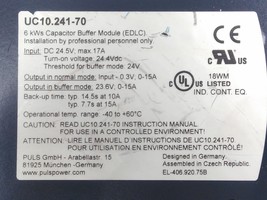 UC10.241-70
6 kWs Capacitor Buffer Module (EDLC)
Installation by professional personnel only
Input: DC 24.5V, max.17A
Turn-on voltage: 24.4Vdc
Threshold for buffer mode: 24V
Output in normal mode: Input -0.3V, 0-15A
Output in buffer mode: 23.6V, 0-15A
Buffering time: typ. 14.5s at 10A
typ. 7.7s at 15A
Operational temp. range: -40 to +60°C
CE
c UL US
UL LISTED
18WM
IND. CONT. EQ.
CAUTION: READ UC10.241-70 INSTRUCTION MANUAL
FOR USE IN A CONTROLLED ENVIRONMENT!
ATTENTION: LIRE LE MANUEL D'INSTRUCTIONS DE UC10.241-70
POUR D'UTILISATION EN ENVIRONNEMENT CONTRÔLÉ!
PULS GmbH - Arabellastr. 15
81925 München - Germany
www.pulspower.com
Designed in Germany.
Assembled in Czech Republic.
EL-406.920.75B